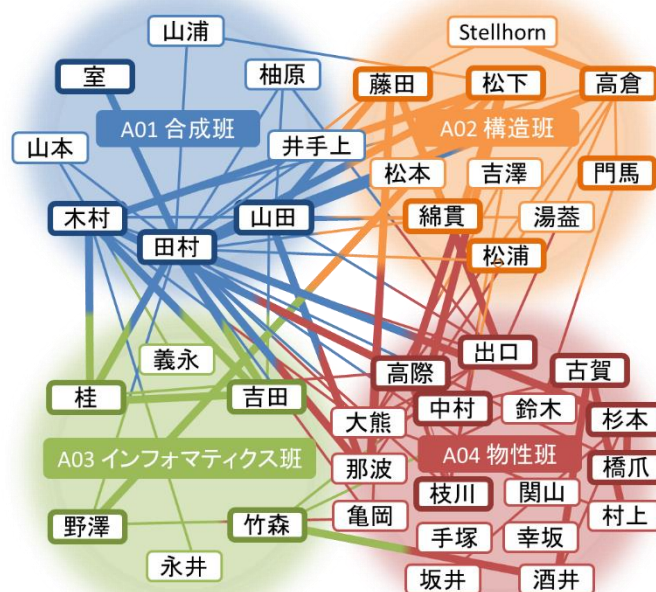 山浦
Stellhorn
室
柚原
藤田
松下
高倉
A01 合成班
A02 構造班
山本
井手上
松本
吉澤
門馬
木村
山田
綿貫
湯葢
田村
松浦
義永
出口
高際
古賀
桂
吉田
中村
鈴木
大熊
杉本
A03 インフォマティクス班
那波
A04 物性班
橋爪
枝川
関山
野澤
竹森
亀岡
村上
手塚
幸坂
永井
坂井
酒井